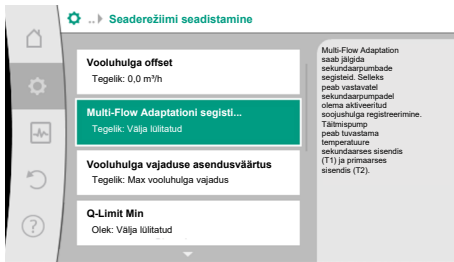 .. Seaderežiimi seadistamine
Vooluhulga offset
Tegelik: 0,0 m³/h
Multi-Flow Adaptationi segisti...
Tegelik: Välja lülitatud
Vooluhulga vajaduse asendusväärtus
Tegelik: Max vooluhulga vajadus
Q-Limit Min
Olek: Välja lülitatud
Multi-Flow Adaptation
saab jälgida
sekundaarpumbade
segisteid. Selleks
peab vastavatel
sekundaarpumpadel
olema aktiveeritud
soojushulga registreerimine.
Täitmispump
peab tuvastama
temperatuure
sekundaarses sisendis
(T1) ja primaarses
sisendis (T2).